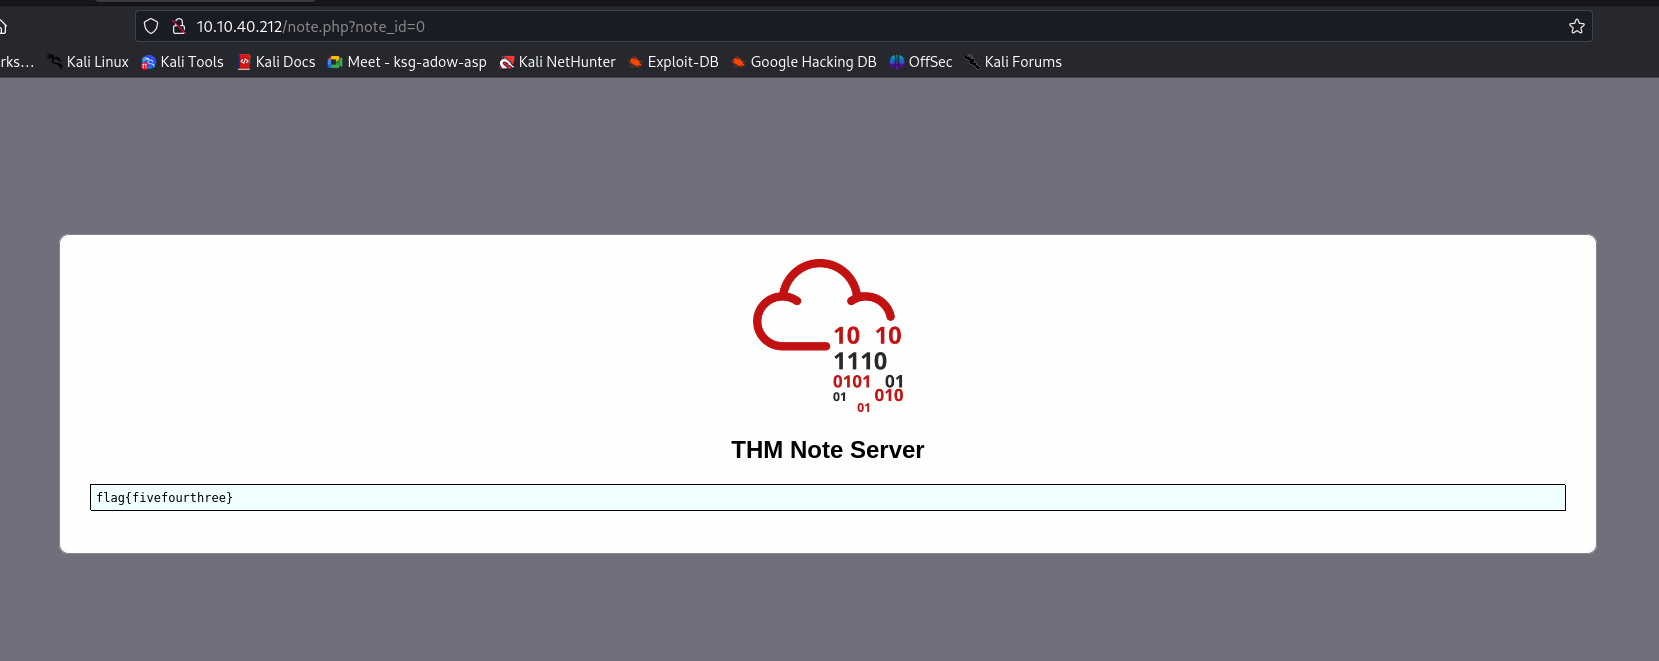 10.10.40.212/note.php?note_id=0
rks… Kali Linux Kali Tools Kali Docs Meet - ksg-adow-asp Kali NetHunter Exploit-DB Google Hacking DB OffSec Kali Forums
10 10
1110
0101 01
01 010
01
THM Note Server
flag{fivefourthree}